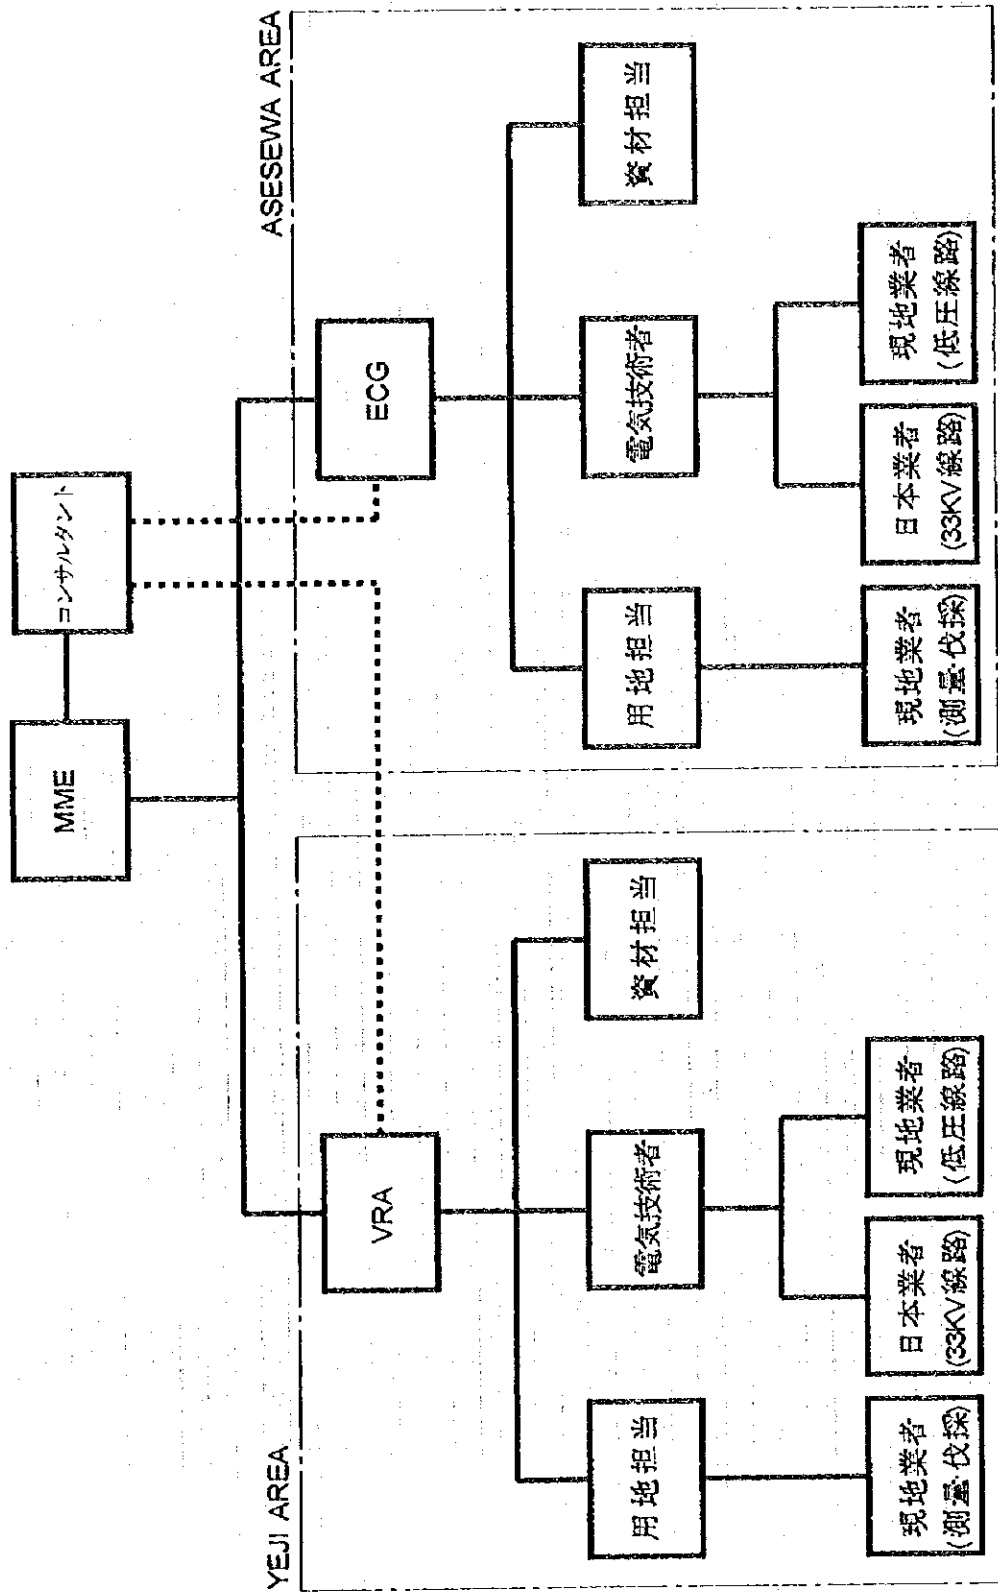 MME
コンサルタント
YEJI AREA
ASESEWA AREA
VRA
ECG
用地担当
電気技術者
資材担当
用地担当
電気技術者
資材担当
現地業者
(測量・伐採)
日本業者
(33KV線路)
現地業者
(低圧線路)
現地業者
(測量・伐採)
日本業者
(33KV線路)
現地業者
(低圧線路)